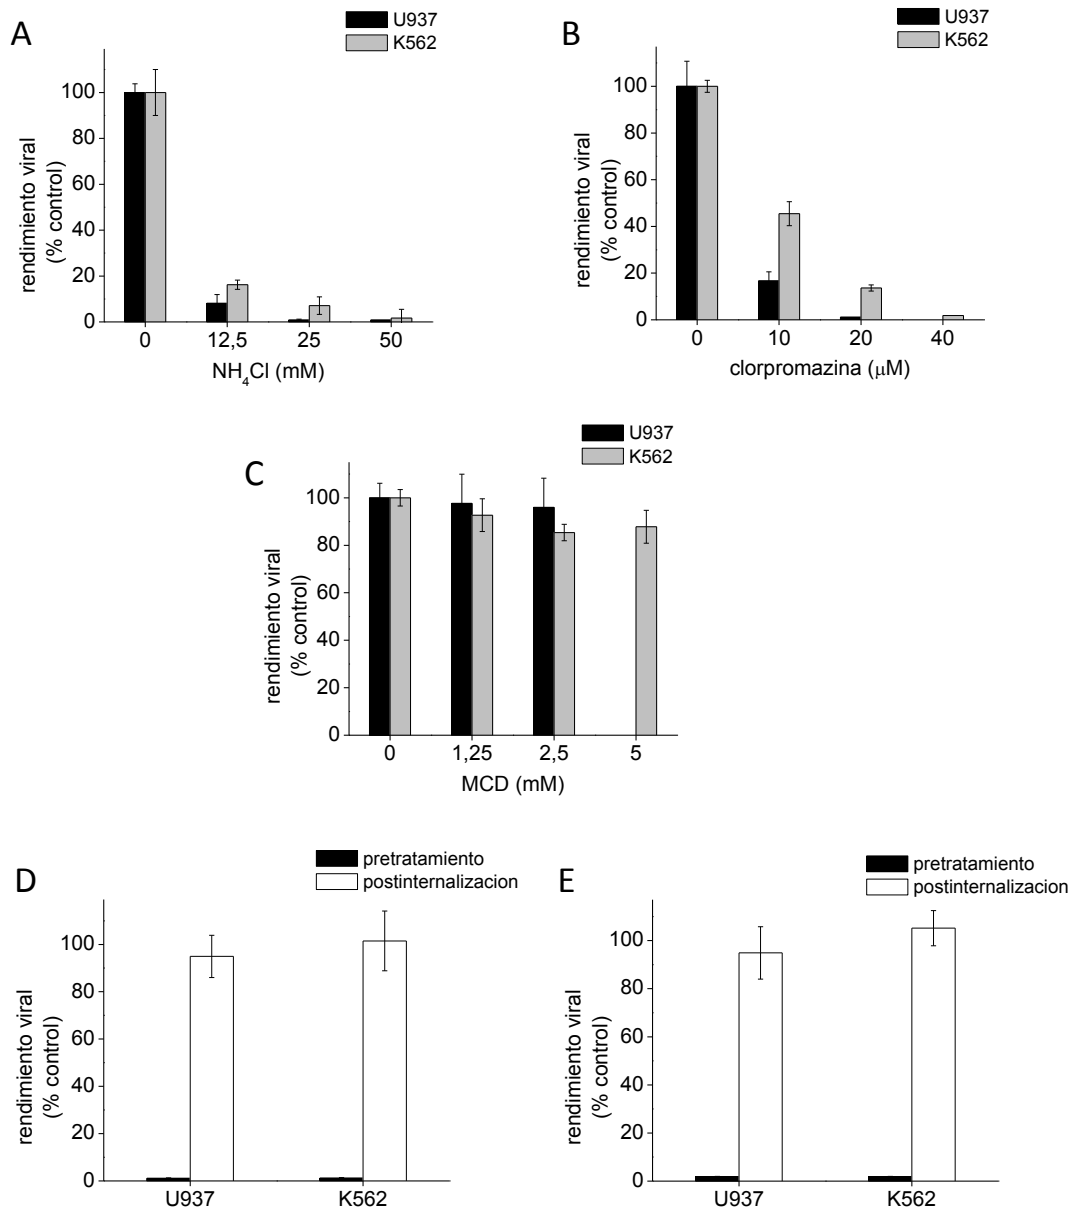 A
U937
K562
rendimiento viral
(% control)
100
80
60
40
20
0
0 12,5 25 50
NH4Cl (mM)
B
U937
K562
rendimiento viral
(% control)
100
80
60
40
20
0
0 10 20 40
clorpromazina (μM)
C
U937
K562
rendimiento viral
(% control)
100
80
60
40
20
0
0 1,25 2,5 5
MCD (mM)
D
pretratamiento
postinternalizacion
rendimiento viral
(% control)
100
80
60
40
20
0
U937 K562
E
pretratamiento
postinternalizacion
rendimiento viral
(% control)
100
80
60
40
20
0
U937 K562